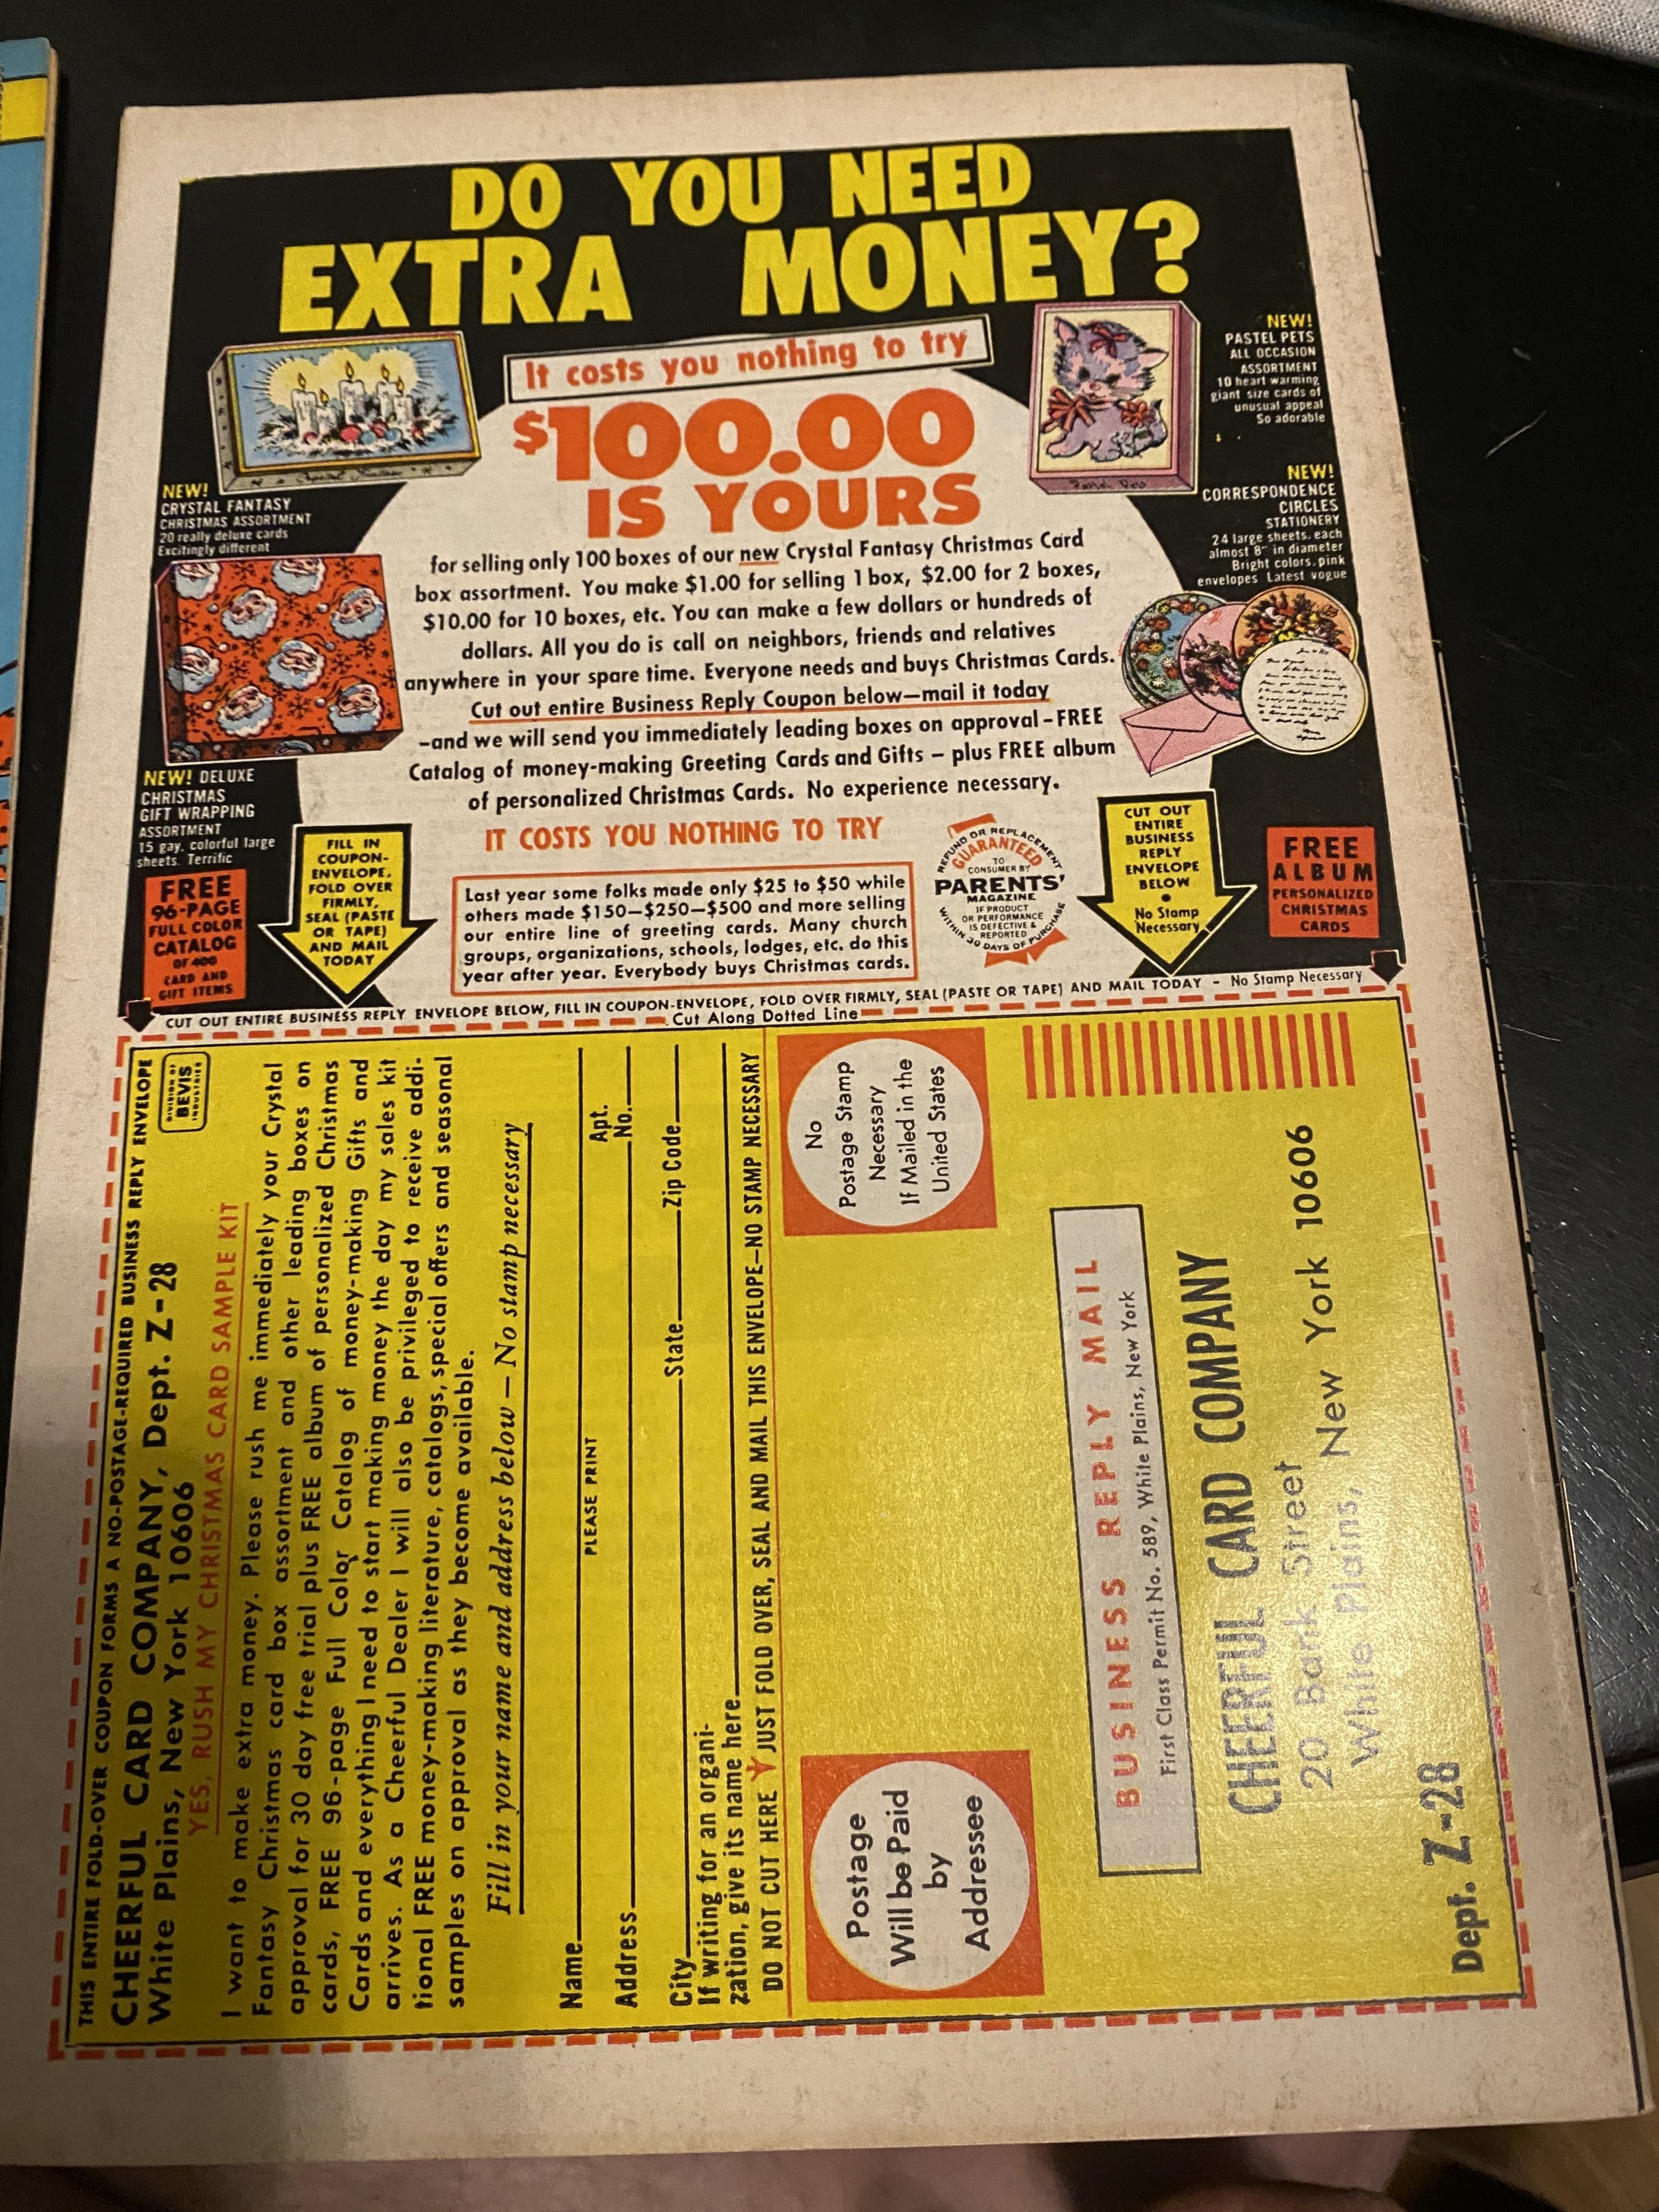 DO YOU NEED
EXTRA MONEY?
It costs you nothing to try
$100.00
IS YOURS
for selling only 100 boxes of our new Crystal Fantasy Christmas Card
box assortment. You make $1.00 for selling 1 box, $2.00 for 2 boxes,
$10.00 for 10 boxes, etc. You can make a few dollars or hundreds of
dollars. All you do is call on neighbors, friends and relatives
anywhere in your spare time. Everyone needs and buys Christmas Cards.
Cut out entire Business Reply Coupon below—mail it today
–and we will send you immediately leading boxes on approval–FREE
Catalog of money-making Greeting Cards and Gifts – plus FREE album
of personalized Christmas Cards. No experience necessary.
IT COSTS YOU NOTHING TO TRY
NEW!
CRYSTAL FANTASY
CHRISTMAS ASSORTMENT
20 really deluxe cards
Excitingly different
NEW! DELUXE
CHRISTMAS
GIFT WRAPPING
ASSORTMENT
15 gay, colorful large
sheets. Terrific
NEW!
PASTEL PETS
ALL OCCASION
ASSORTMENT
10 heart warming
giant size cards of
unusual appeal
So adorable
NEW!
CORRESPONDENCE
CIRCLES
STATIONERY
24 large sheets, each
almost 8" in diameter
Bright colors, pink
envelopes Latest vogue
FREE
96-PAGE
FULL COLOR
CATALOG
OF 400
CARD AND
GIFT ITEMS
FILL IN
COUPON-
ENVELOPE,
FOLD OVER
FIRMLY,
SEAL (PASTE
OR TAPE)
AND MAIL
TODAY
Last year some folks made only $25 to $50 while
others made $150—$250—$500 and more selling
our entire line of greeting cards. Many church
groups, organizations, schools, lodges, etc. do this
year after year. Everybody buys Christmas cards.
REFUND OR REPLACEMENT
GUARANTEED
TO
CONSUMER BY
PARENTS'
MAGAZINE
IF PRODUCT
OR PERFORMANCE
IS DEFECTIVE &
REPORTED
WITHIN 30 DAYS OF PURCHASE
CUT OUT
ENTIRE
BUSINESS
REPLY
ENVELOPE
BELOW
•
No Stamp
Necessary
FREE
ALBUM
PERSONALIZED
CHRISTMAS
CARDS
CUT OUT ENTIRE BUSINESS REPLY ENVELOPE BELOW, FILL IN COUPON-ENVELOPE, FOLD OVER FIRMLY, SEAL (PASTE OR TAPE) AND MAIL TODAY – No Stamp Necessary
Cut Along Dotted Line
THIS ENTIRE FOLD-OVER COUPON FORMS A NO-POSTAGE-REQUIRED BUSINESS REPLY ENVELOPE
CHEERFUL CARD COMPANY, Dept. Z-28
White Plains, New York 10606
DIVISION OF
BEVIS
INDUSTRIES
YES, RUSH MY CHRISTMAS CARD SAMPLE KIT
I want to make extra money. Please rush me immediately your Crystal
Fantasy Christmas card box assortment and other leading boxes on
approval for 30 day free trial plus FREE album of personalized Christmas
cards, FREE 96-page Full Color Catalog of money-making Gifts and
Cards and everything I need to start making money the day my sales kit
arrives. As a Cheerful Dealer I will also be privileged to receive addi-
tional FREE money-making literature, catalogs, special offers and seasonal
samples on approval as they become available.
Fill in your name and address below — No stamp necessary
Name
PLEASE PRINT
Address Apt. No.
City State Zip Code
If writing for an organi-
zation, give its name here
DO NOT CUT HERE JUST FOLD OVER, SEAL AND MAIL THIS ENVELOPE—NO STAMP NECESSARY
Postage
Will be Paid
by
Addressee
No
Postage Stamp
Necessary
If Mailed in the
United States
BUSINESS REPLY MAIL
First Class Permit No. 589, White Plains, New York
CHEERFUL CARD COMPANY
20 Bank Street
White Plains, New York 10606
Dept. Z-28